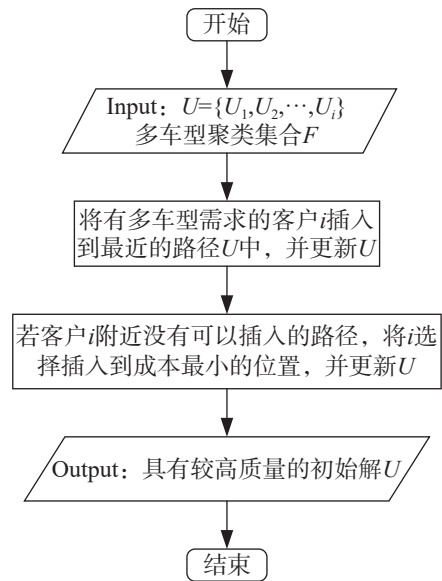 开始
Input：U={U₁,U₂,⋯,Uᵢ}
多车型聚类集合F
将有多车型需求的客户i插入
到最近的路径U中，并更新U
若客户i附近没有可以插入的路径，将i选
择插入到成本最小的位置，并更新U
Output：具有较高质量的初始解U
结束